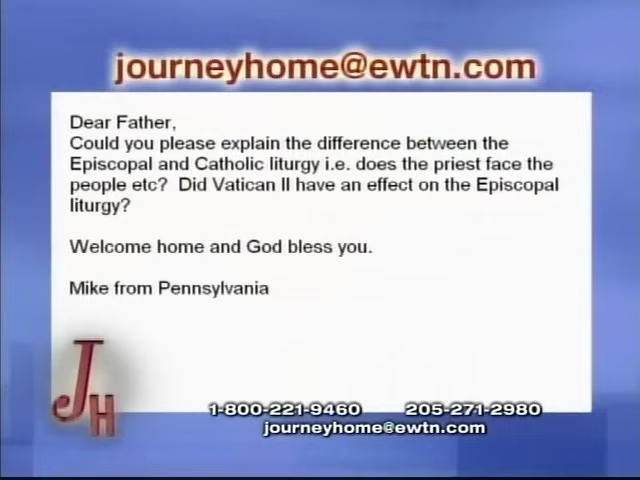 journeyhome@ewtn.com
Dear Father,
Could you please explain the difference between the
Episcopal and Catholic liturgy i.e. does the priest face the
people etc? Did Vatican II have an effect on the Episcopal
liturgy?
Welcome home and God bless you.
Mike from Pennsylvania
JH
1-800-221-9460 205-271-2980
journeyhome@ewtn.com